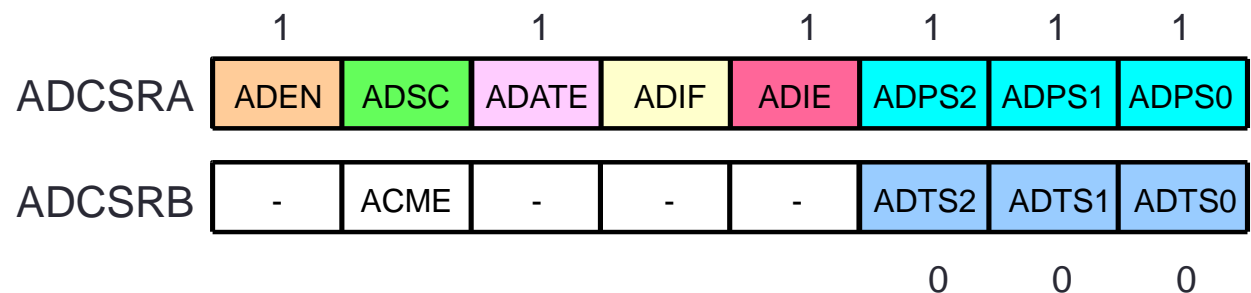 1 1 1 1 1 1
ADCSRA ADEN ADSC ADATE ADIF ADIE ADPS2 ADPS1 ADPS0
ADCSRB - ACME - - - ADTS2 ADTS1 ADTS0
0 0 0